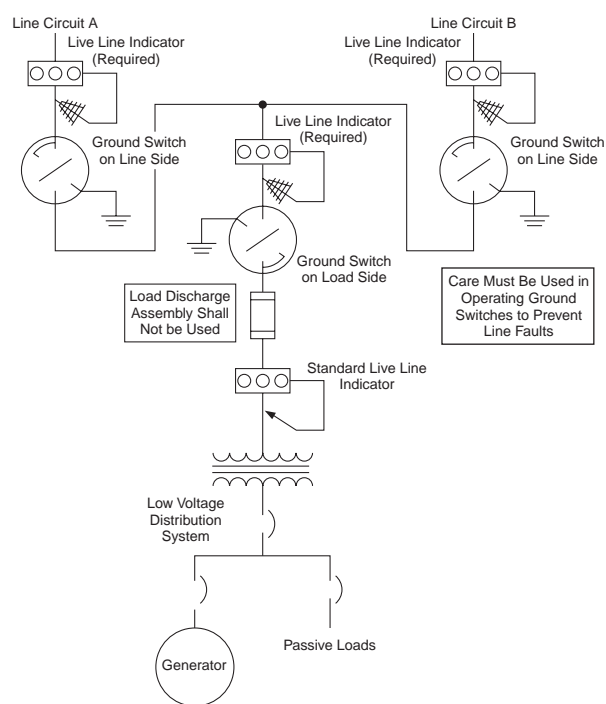 Line Circuit A
Live Line Indicator
(Required)
Ground Switch
on Line Side
Line Circuit B
Live Line Indicator
(Required)
Ground Switch
on Line Side
Live Line Indicator
(Required)
Ground Switch
on Load Side
Load Discharge
Assembly Shall
Not be Used
Care Must Be Used in
Operating Ground
Switches to Prevent
Line Faults
Standard Live Line
Indicator
Low Voltage
Distribution
System
Generator
Passive Loads